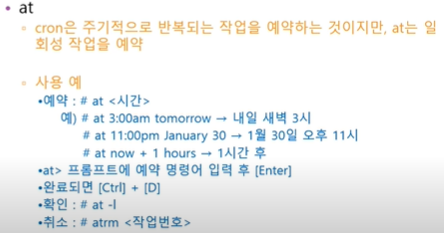 • at
◦ cron은 주기적으로 반복되는 작업을 예약하는 것이지만, at는 일
회성 작업을 예약
◦ 사용 예
•예약 : # at <시간>
예) # at 3:00am tomorrow → 내일 새벽 3시
# at 11:00pm January 30 → 1월 30일 오후 11시
# at now + 1 hours → 1시간 후
•at> 프롬프트에 예약 명령어 입력 후 [Enter]
•완료되면 [Ctrl] + [D]
•확인 : # at -l
•취소 : # atrm <작업번호>